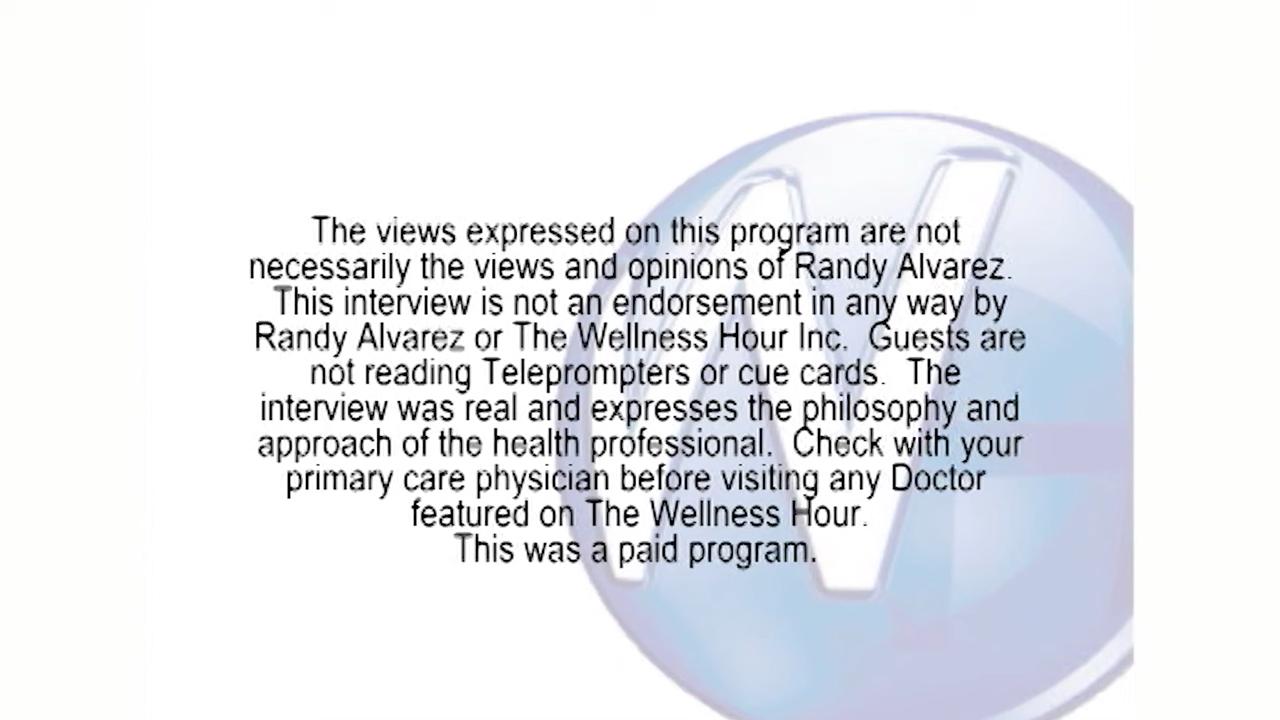 The views expressed on this program are not
necessarily the views and opinions of Randy Alvarez.
This interview is not an endorsement in any way by
Randy Alvarez or The Wellness Hour Inc.  Guests are
not reading Teleprompters or cue cards.  The
interview was real and expresses the philosophy and
approach of the health professional.  Check with your
primary care physician before visiting any Doctor
featured on The Wellness Hour.
This was a paid program.